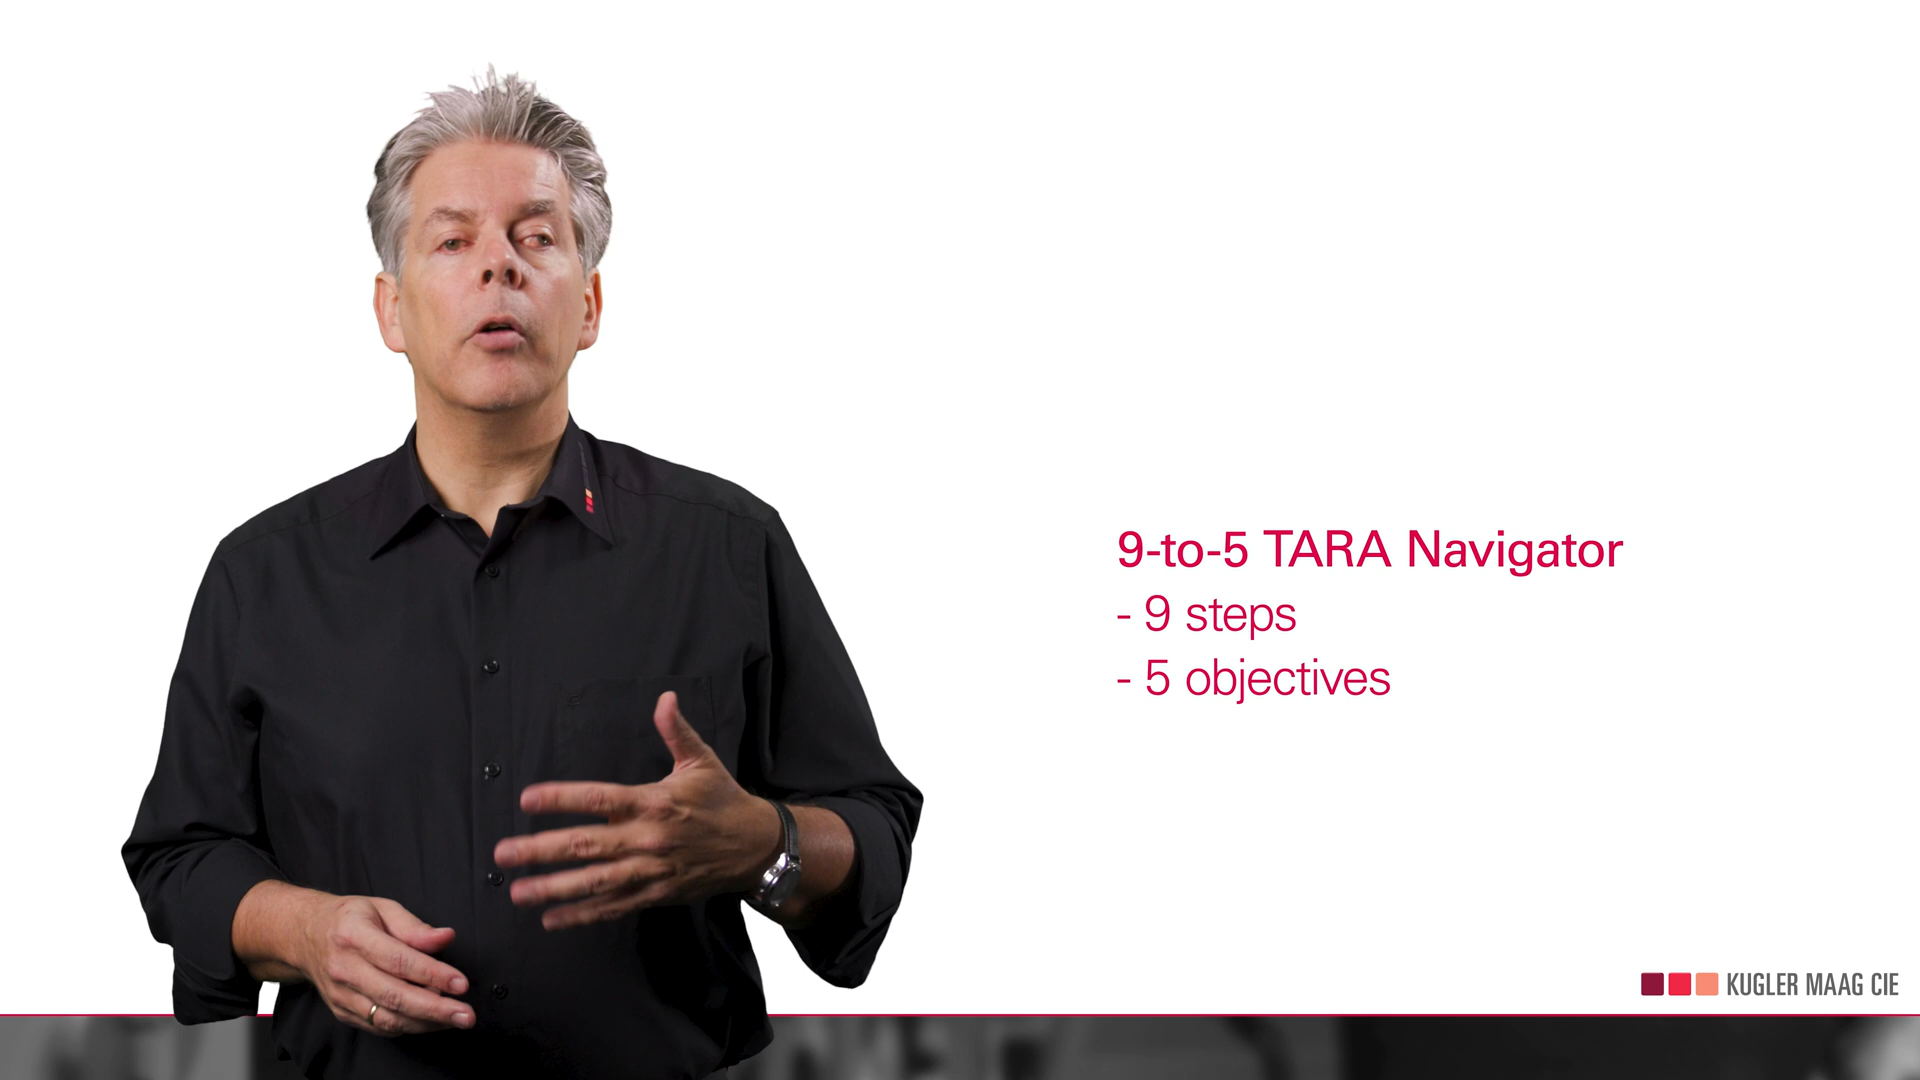 9-to-5 TARA Navigator
- 9 steps
- 5 objectives
KUGLER MAAG CIE